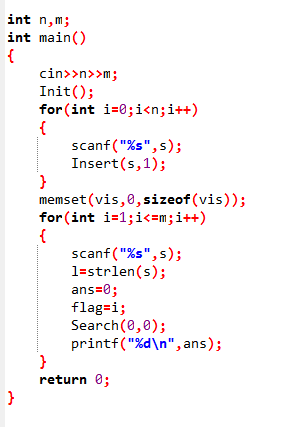 int n,m;
int main()
{
    cin>>n>>m;
    Init();
    for(int i=0;i<n;i++)
    {
        scanf("%s",s);
        Insert(s,1);
    }
    memset(vis,0,sizeof(vis));
    for(int i=1;i<=m;i++)
    {
        scanf("%s",s);
        l=strlen(s);
        ans=0;
        flag=i;
        Search(0,0);
        printf("%d\n",ans);
    }
    return 0;
}